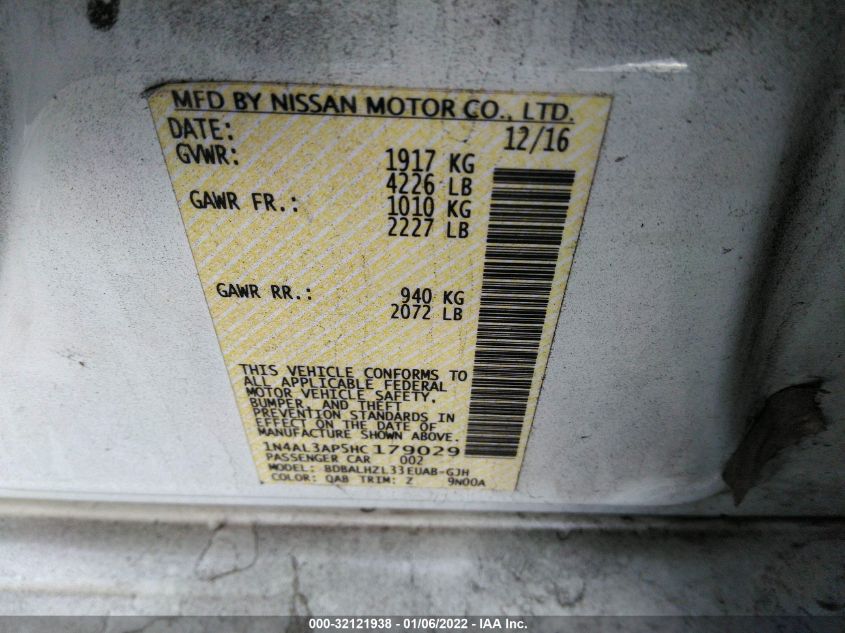 MFD BY NISSAN MOTOR CO., LTD.
DATE: 12/16
GVWR: 1917 KG
4226 LB
GAWR FR.: 1010 KG
2227 LB
GAWR RR.: 940 KG
2072 LB
THIS VEHICLE CONFORMS TO
ALL APPLICABLE FEDERAL
MOTOR VEHICLE SAFETY,
BUMPER, AND THEFT
PREVENTION STANDARDS IN
EFFECT ON THE DATE OF
MANUFACTURE SHOWN ABOVE.
1N4AL3AP5HC179029
PASSENGER CAR 002
MODEL: BDBALHZL33EUAB-GJH
COLOR: QAB TRIM: Z 9N00A
000-32121938 - 01/06/2022 - IAA Inc.